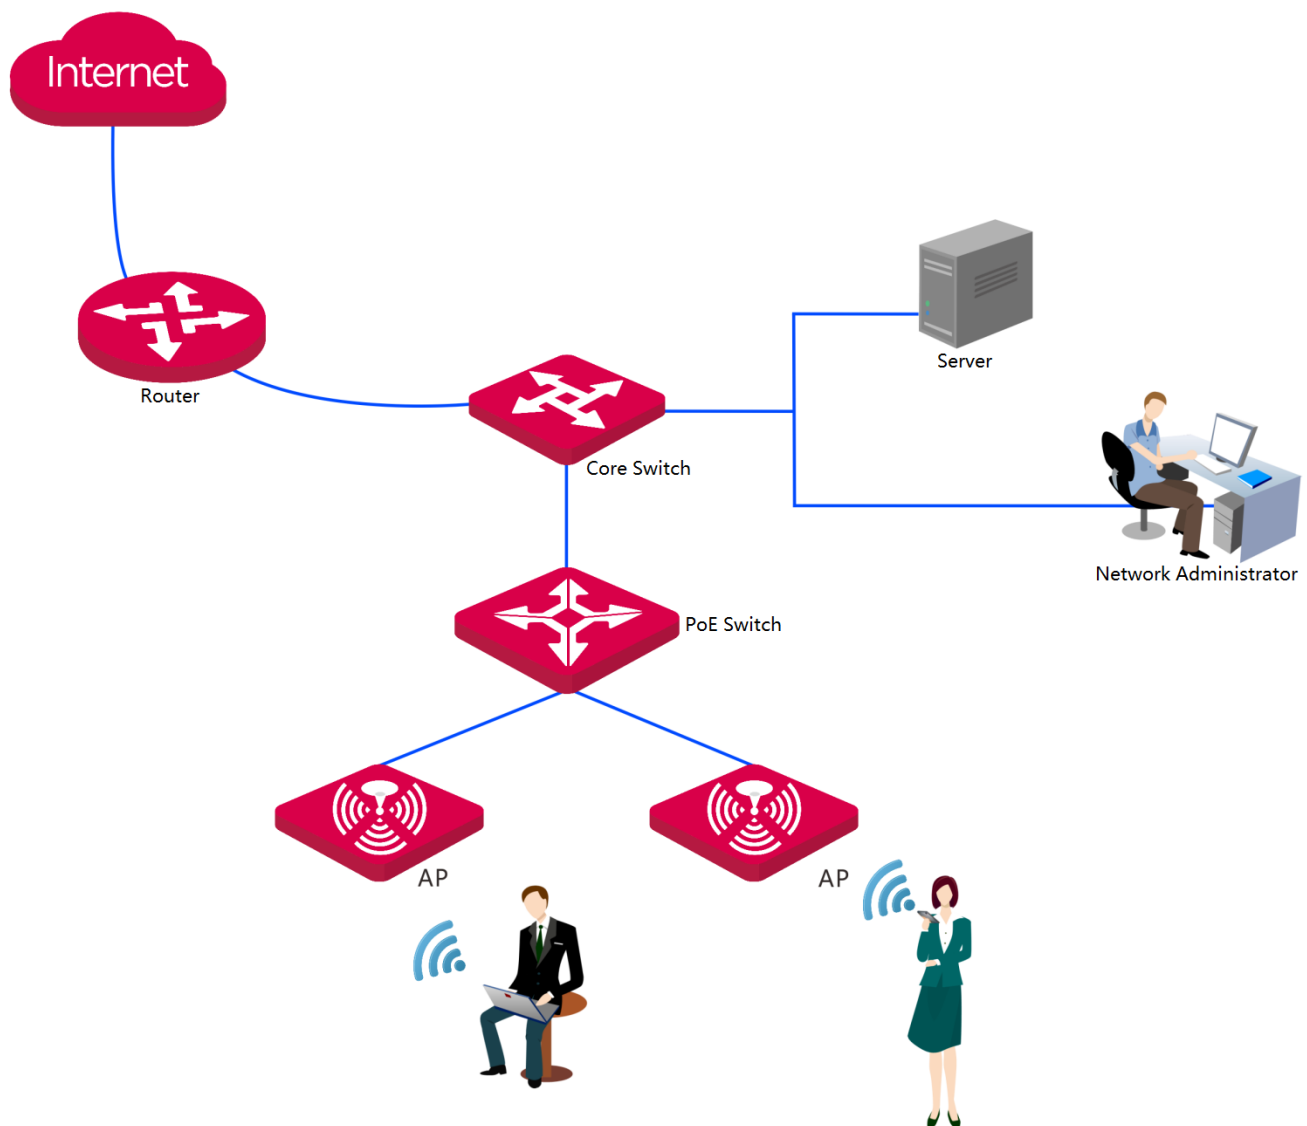 Internet
Router
Server
Core Switch
Network Administrator
PoE Switch
AP
AP